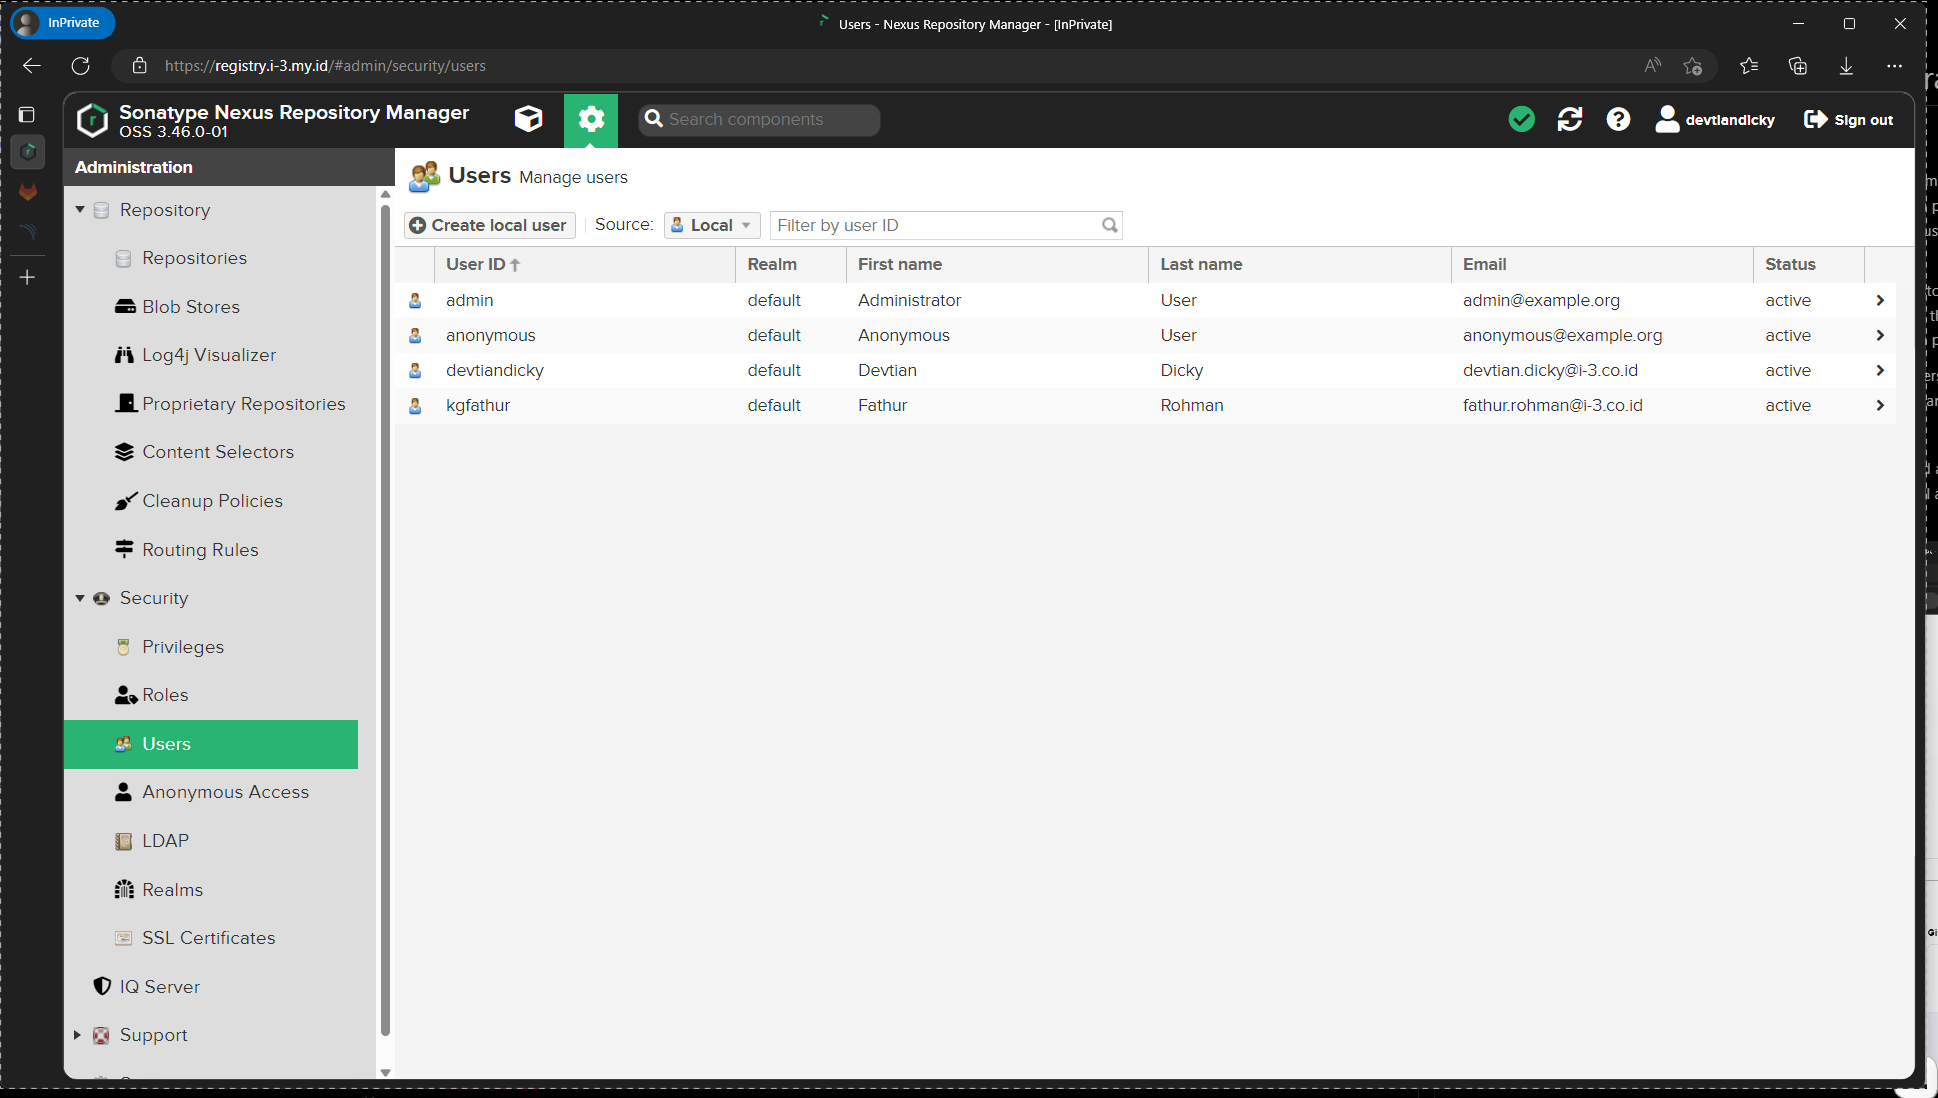 InPrivate
Users - Nexus Repository Manager - [InPrivate]
https://registry.i-3.my.id/#admin/security/users
Sonatype Nexus Repository Manager
OSS 3.46.0-01
Search components
devtiandicky
Sign out
Administration
Repository
Repositories
Blob Stores
Log4j Visualizer
Proprietary Repositories
Content Selectors
Cleanup Policies
Routing Rules
Security
Privileges
Roles
Users
Anonymous Access
LDAP
Realms
SSL Certificates
IQ Server
Support
Users Manage users
Create local user Source: Local Filter by user ID
User ID Realm First name Last name Email Status
admin default Administrator User admin@example.org active
anonymous default Anonymous User anonymous@example.org active
devtiandicky default Devtian Dicky devtian.dicky@i-3.co.id active
kgfathur default Fathur Rohman fathur.rohman@i-3.co.id active